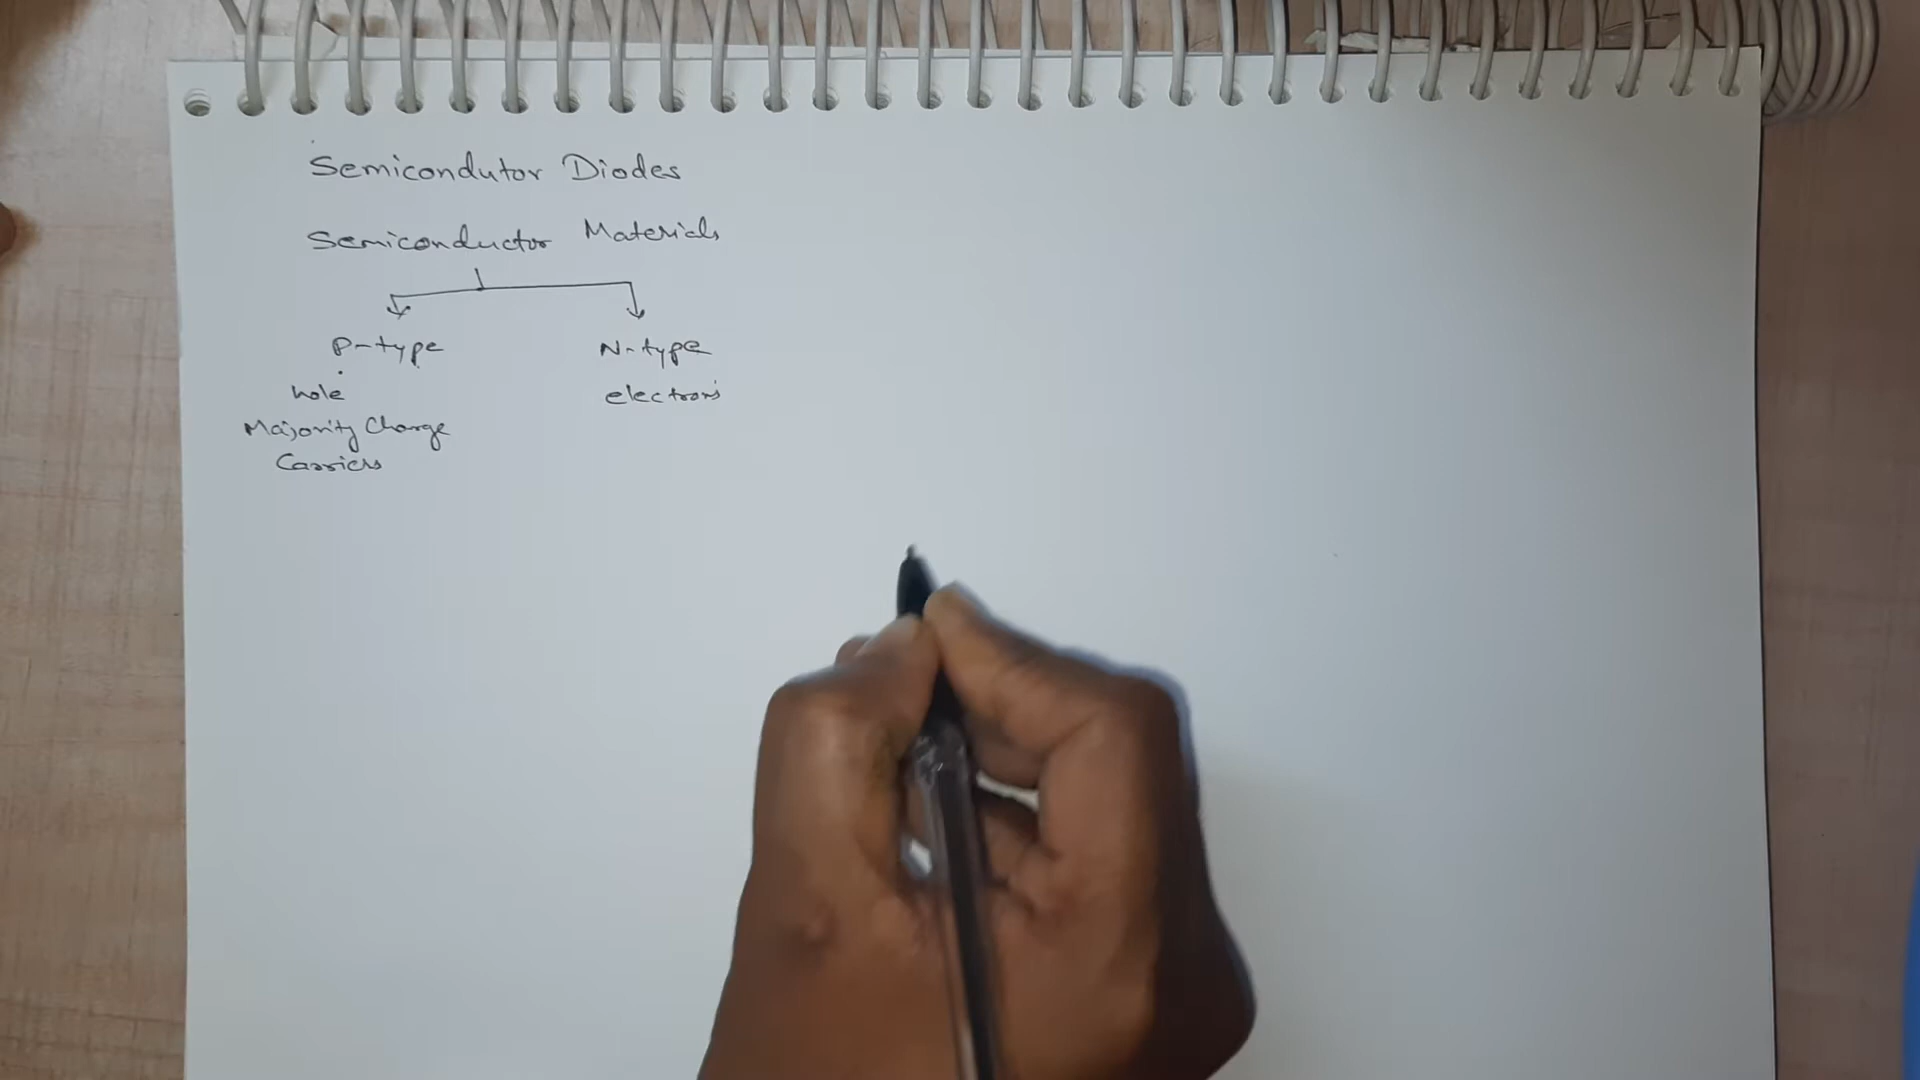 Semicondutor Diodes
Semiconductor Materials
P-type N-type
hole electrons
Majority Charge
Carriers